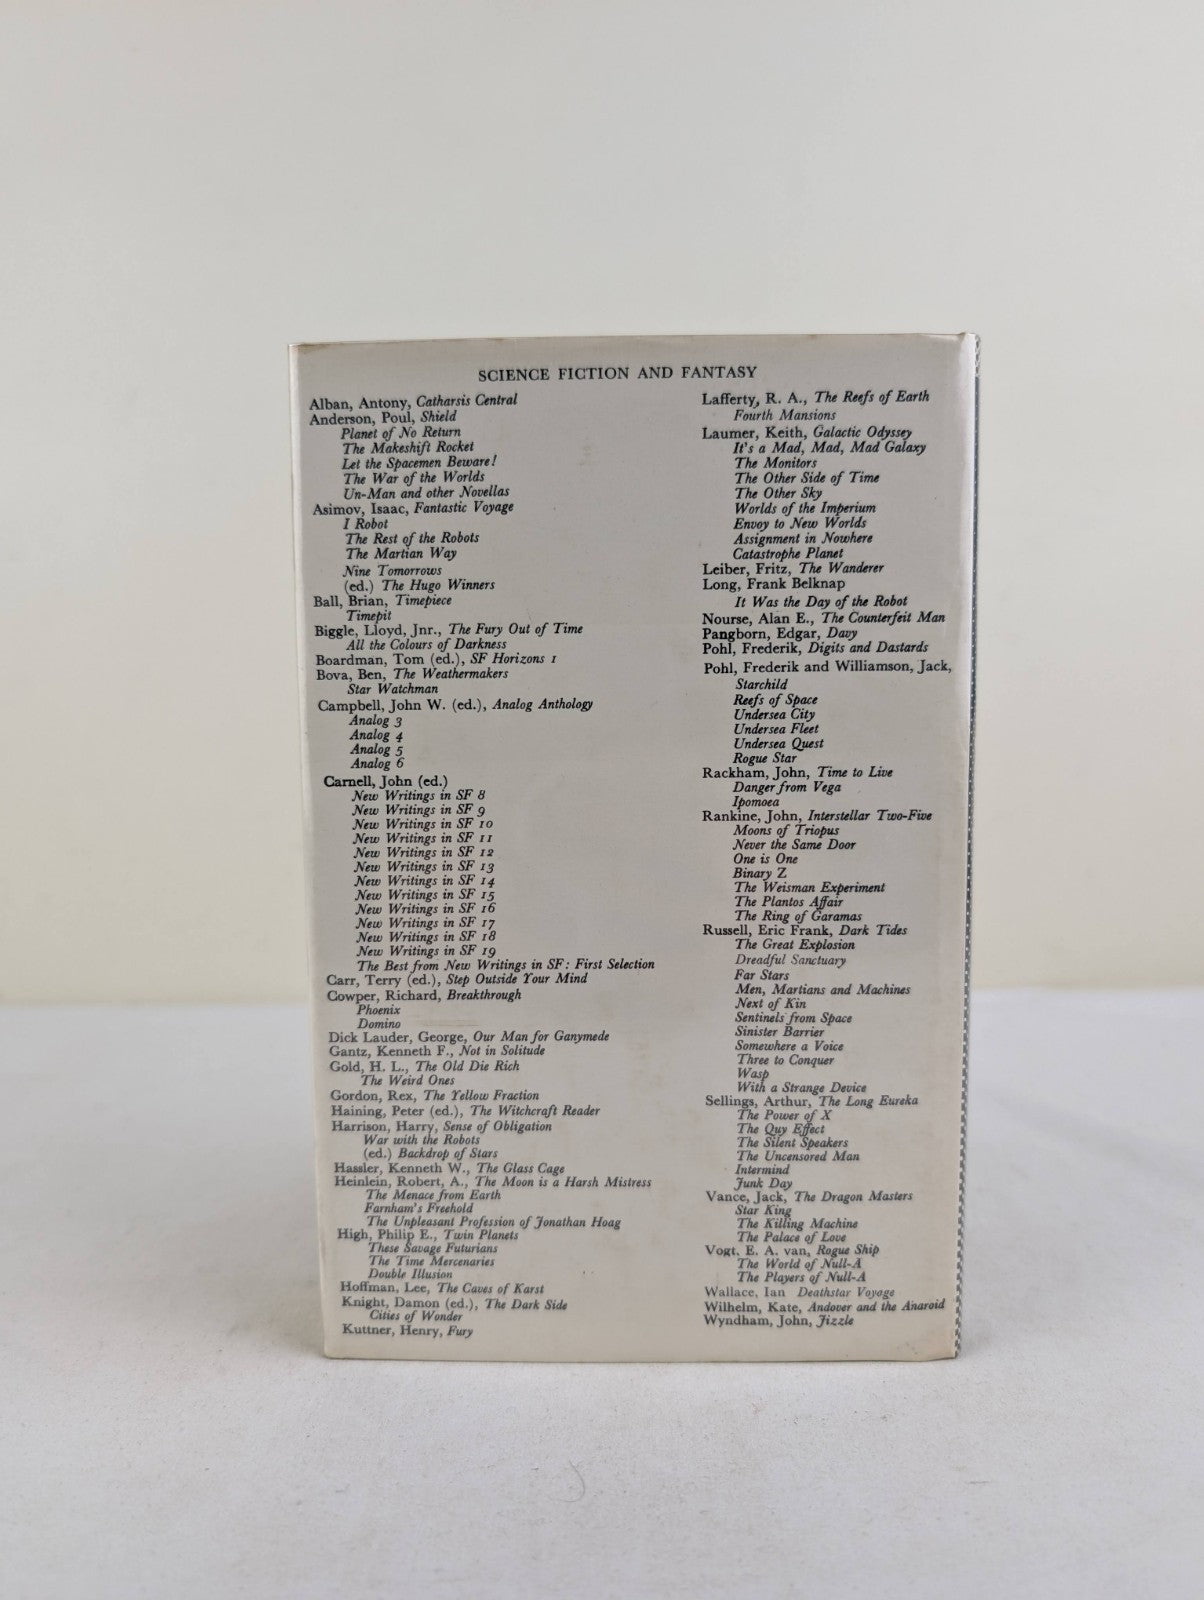 SCIENCE FICTION AND FANTASY
Alban, Antony, Catharsis Central
Anderson, Poul, Shield
Planet of No Return
The Makeshift Rocket
Let the Spacemen Beware!
The War of the Worlds
Un-Man and other Novellas
Asimov, Isaac, Fantastic Voyage
I Robot
The Rest of the Robots
The Martian Way
Nine Tomorrows
(ed.) The Hugo Winners
Ball, Brian, Timepiece
Timepit
Biggle, Lloyd, Jnr., The Fury Out of Time
All the Colours of Darkness
Boardman, Tom (ed.), SF Horizons 1
Bova, Ben, The Weathermakers
Star Watchman
Campbell, John W. (ed.), Analog Anthology
Analog 3
Analog 4
Analog 5
Analog 6
Carnell, John (ed.)
New Writings in SF 8
New Writings in SF 9
New Writings in SF 10
New Writings in SF 11
New Writings in SF 12
New Writings in SF 13
New Writings in SF 14
New Writings in SF 15
New Writings in SF 16
New Writings in SF 17
New Writings in SF 18
New Writings in SF 19
The Best from New Writings in SF: First Selection
Carr, Terry (ed.), Step Outside Your Mind
Cowper, Richard, Breakthrough
Phoenix
Domino
Dick Lauder, George, Our Man for Ganymede
Gantz, Kenneth F., Not in Solitude
Gold, H. L., The Old Die Rich
The Weird Ones
Gordon, Rex, The Yellow Fraction
Haining, Peter (ed.), The Witchcraft Reader
Harrison, Harry, Sense of Obligation
War with the Robots
(ed.) Backdrop of Stars
Hassler, Kenneth W., The Glass Cage
Heinlein, Robert, A., The Moon is a Harsh Mistress
The Menace from Earth
Farnham's Freehold
The Unpleasant Profession of Jonathan Hoag
High, Philip E., Twin Planets
These Savage Futurians
The Time Mercenaries
Double Illusion
Hoffman, Lee, The Caves of Karst
Knight, Damon (ed.), The Dark Side
Cities of Wonder
Kuttner, Henry, Fury
Lafferty, R. A., The Reefs of Earth
Fourth Mansions
Laumer, Keith, Galactic Odyssey
It's a Mad, Mad, Mad Galaxy
The Monitors
The Other Side of Time
The Other Sky
Worlds of the Imperium
Envoy to New Worlds
Assignment in Nowhere
Catastrophe Planet
Leiber, Fritz, The Wanderer
Long, Frank Belknap
It Was the Day of the Robot
Nourse, Alan E., The Counterfeit Man
Pangborn, Edgar, Davy
Pohl, Frederik, Digits and Dastards
Pohl, Frederik and Williamson, Jack,
Starchild
Reefs of Space
Undersea City
Undersea Fleet
Undersea Quest
Rogue Star
Rackham, John, Time to Live
Danger from Vega
Ipomoea
Rankine, John, Interstellar Two-Five
Moons of Triopus
Never the Same Door
One is One
Binary Z
The Weisman Experiment
The Plantos Affair
The Ring of Garamas
Russell, Eric Frank, Dark Tides
The Great Explosion
Dreadful Sanctuary
Far Stars
Men, Martians and Machines
Next of Kin
Sentinels from Space
Sinister Barrier
Somewhere a Voice
Three to Conquer
Wasp
With a Strange Device
Sellings, Arthur, The Long Eureka
The Power of X
The Quy Effect
The Silent Speakers
The Uncensored Man
Intermind
Junk Day
Vance, Jack, The Dragon Masters
Star King
The Killing Machine
The Palace of Love
Vogt. E. A. van, Rogue Ship
The World of Null-A
The Players of Null-A
Wallace, Ian Deathstar Voyage
Wilhelm, Kate, Andover and the Anaroid
Wyndham, John, Jizzle